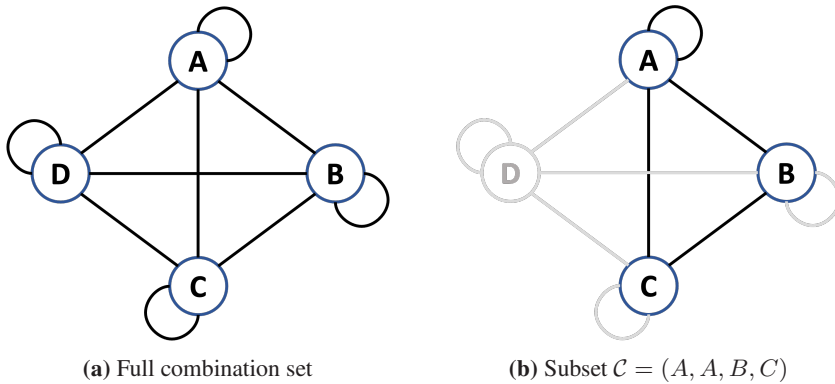 A
A
D
B
D
B
C
C
(a) Full combination set
(b) Subset C = (A, A, B, C)